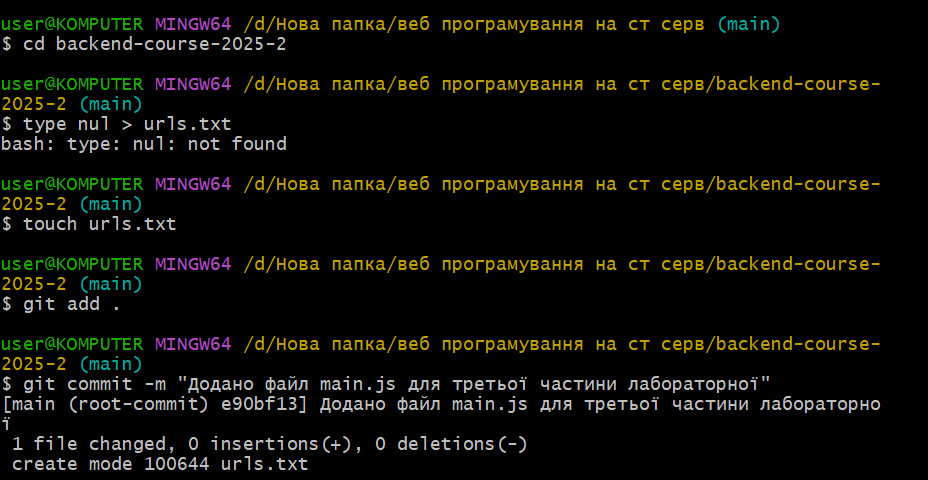 user@KOMPUTER MINGW64 /d/Нова папка/веб програмування на ст серв (main)
$ cd backend-course-2025-2
user@KOMPUTER MINGW64 /d/Нова папка/веб програмування на ст серв/backend-course-
2025-2 (main)
$ type nul > urls.txt
bash: type: nul: not found
user@KOMPUTER MINGW64 /d/Нова папка/веб програмування на ст серв/backend-course-
2025-2 (main)
$ touch urls.txt
user@KOMPUTER MINGW64 /d/Нова папка/веб програмування на ст серв/backend-course-
2025-2 (main)
$ git add .
user@KOMPUTER MINGW64 /d/Нова папка/веб програмування на ст серв/backend-course-
2025-2 (main)
$ git commit -m "Додано файл main.js для третьої частини лабораторної"
[main (root-commit) e90bf13] Додано файл main.js для третьої частини лабораторно
ї
1 file changed, 0 insertions(+), 0 deletions(-)
create mode 100644 urls.txt